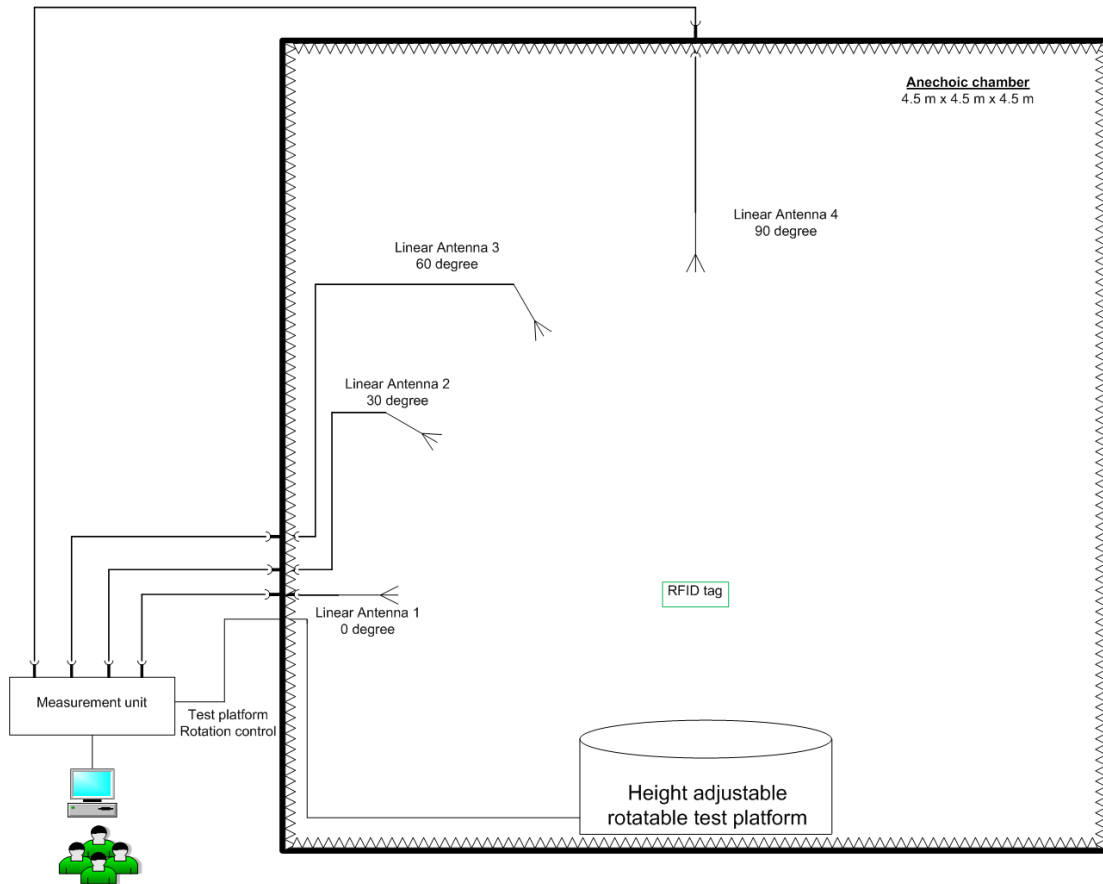 Anechoic chamber
4.5 m x 4.5 m x 4.5 m
Linear Antenna 4
90 degree
Linear Antenna 3
60 degree
Linear Antenna 2
30 degree
RFID tag
Linear Antenna 1
0 degree
Measurement unit
Test platform
Rotation control
Height adjustable
rotatable test platform